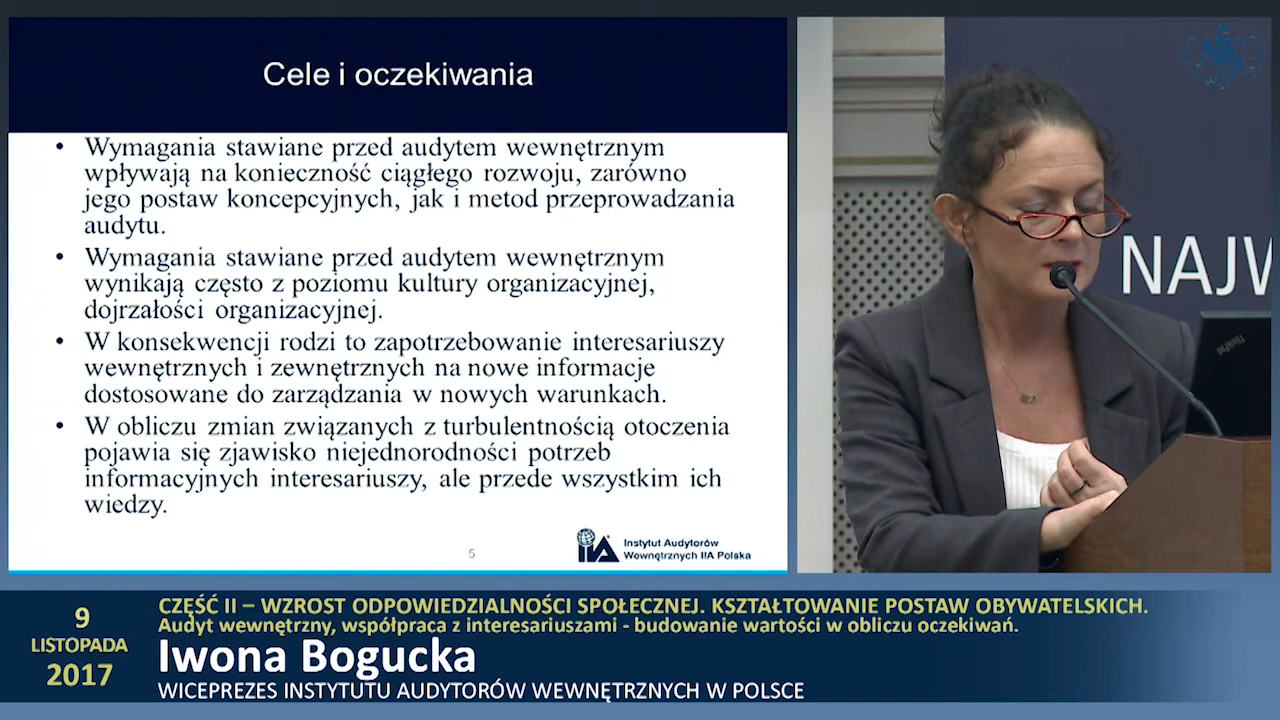 Cele i oczekiwania
• Wymagania stawiane przed audytem wewnętrznym
wpływają na konieczność ciągłego rozwoju, zarówno
jego postaw koncepcyjnych, jak i metod przeprowadzania
audytu.
• Wymagania stawiane przed audytem wewnętrznym
wynikają często z poziomu kultury organizacyjnej,
dojrzałości organizacyjnej.
• W konsekwencji rodzi to zapotrzebowanie interesariuszy
wewnętrznych i zewnętrznych na nowe informacje
dostosowane do zarządzania w nowych warunkach.
• W obliczu zmian związanych z turbulentnością otoczenia
pojawia się zjawisko niejednorodności potrzeb
informacyjnych interesariuszy, ale przede wszystkim ich
wiedzy.
5
IIA
Instytut Audytorów
Wewnętrznych IIA Polska
NIK
NAJW
ThinkPad
9
LISTOPADA
2017
CZĘŚĆ II – WZROST ODPOWIEDZIALNOŚCI SPOŁECZNEJ. KSZTAŁTOWANIE POSTAW OBYWATELSKICH.
Audyt wewnętrzny, współpraca z interesariuszami - budowanie wartości w obliczu oczekiwań.
Iwona Bogucka
WICEPREZES INSTYTUTU AUDYTORÓW WEWNĘTRZNYCH W POLSCE